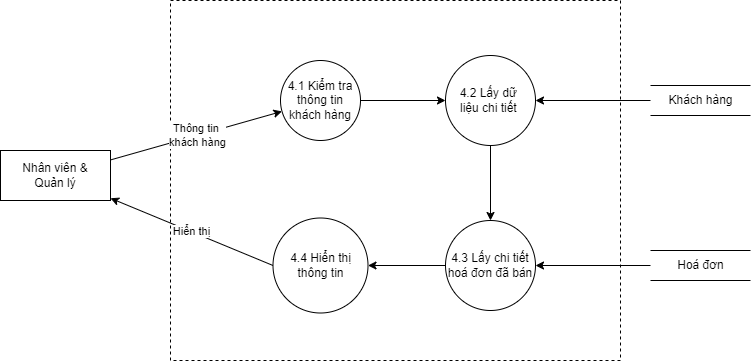 4.1 Kiểm tra
thông tin
khách hàng
4.2 Lấy dữ
liệu chi tiết
Khách hàng
Thông tin
khách hàng
Nhân viên &
Quản lý
Hiển thị
4.4 Hiển thị
thông tin
4.3 Lấy chi tiết
hoá đơn đã bán
Hoá đơn